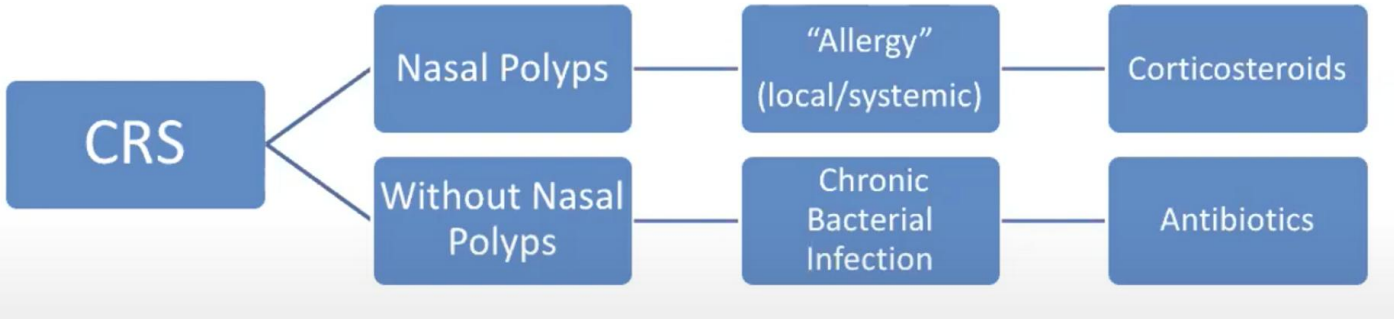 CRS
Nasal Polyps
“Allergy”
(local/systemic)
Corticosteroids
Without Nasal
Polyps
Chronic
Bacterial
Infection
Antibiotics